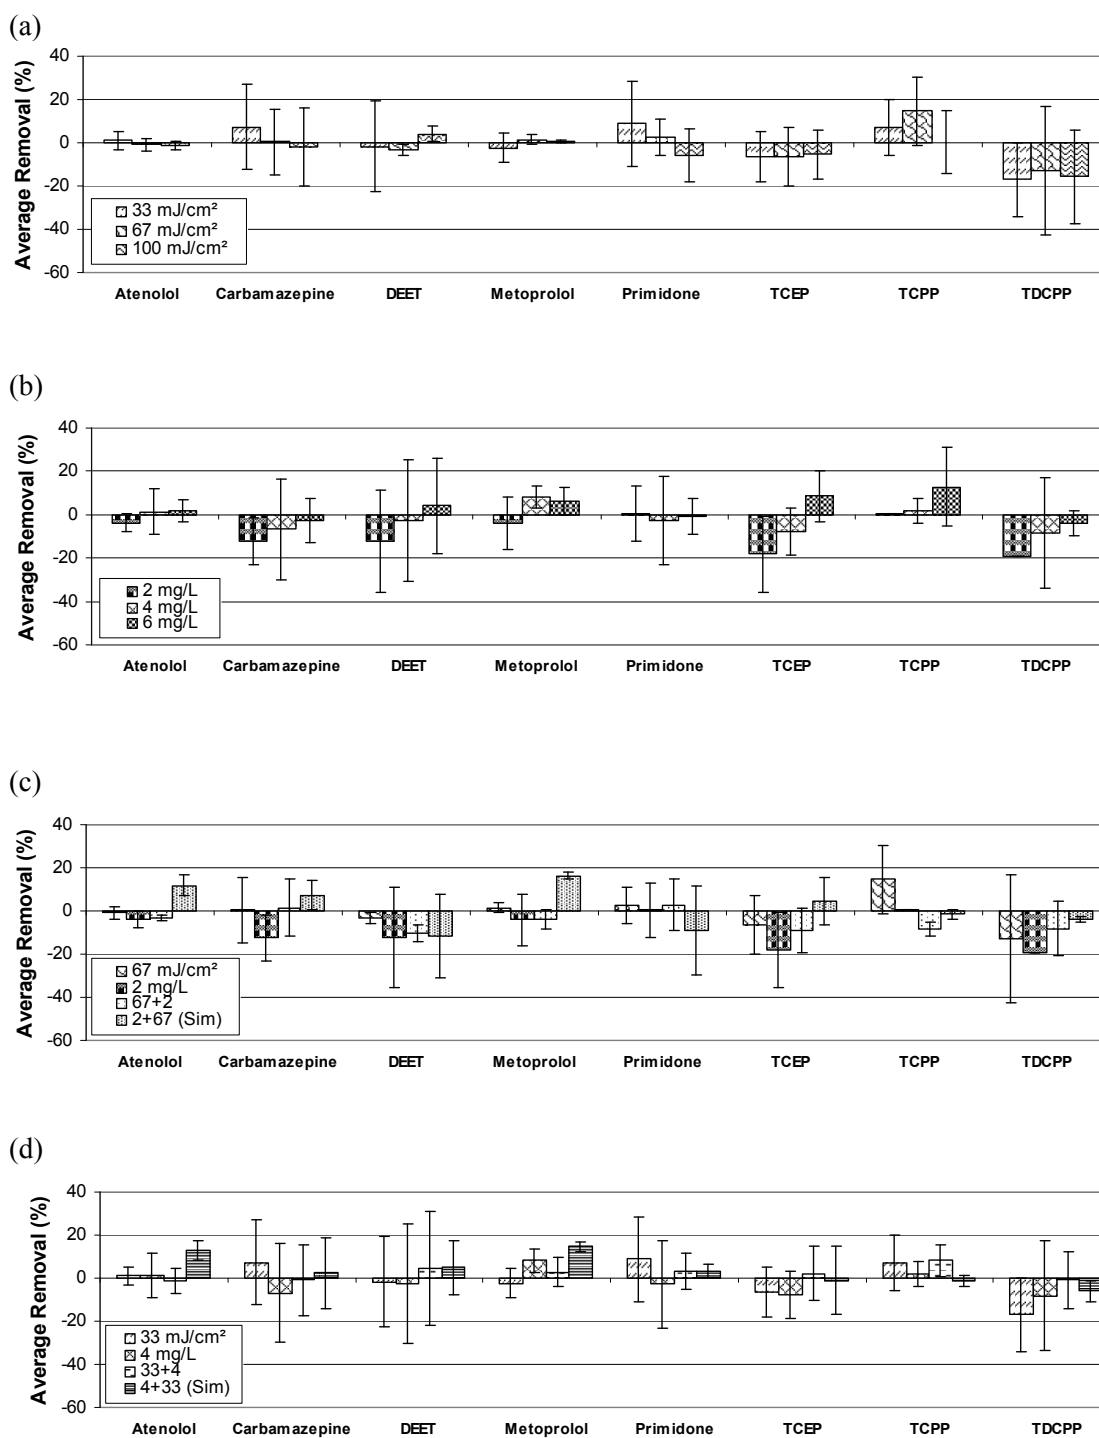 (a)
40
20
0
-20
-40
-60
Average Removal (%)
33 mJ/cm²
67 mJ/cm²
100 mJ/cm²
Atenolol Carbamazepine DEET Metoprolol Primidone TCEP TCPP TDCPP
(b)
40
20
0
-20
-40
-60
Average Removal (%)
2 mg/L
4 mg/L
6 mg/L
Atenolol Carbamazepine DEET Metoprolol Primidone TCEP TCPP TDCPP
(c)
40
20
0
-20
-40
-60
Average Removal (%)
67 mJ/cm²
2 mg/L
67+2
2+67 (Sim)
Atenolol Carbamazepine DEET Metoprolol Primidone TCEP TCPP TDCPP
(d)
40
20
0
-20
-40
-60
Average Removal (%)
33 mJ/cm²
4 mg/L
33+4
4+33 (Sim)
Atenolol Carbamazepine DEET Metoprolol Primidone TCEP TCPP TDCPP